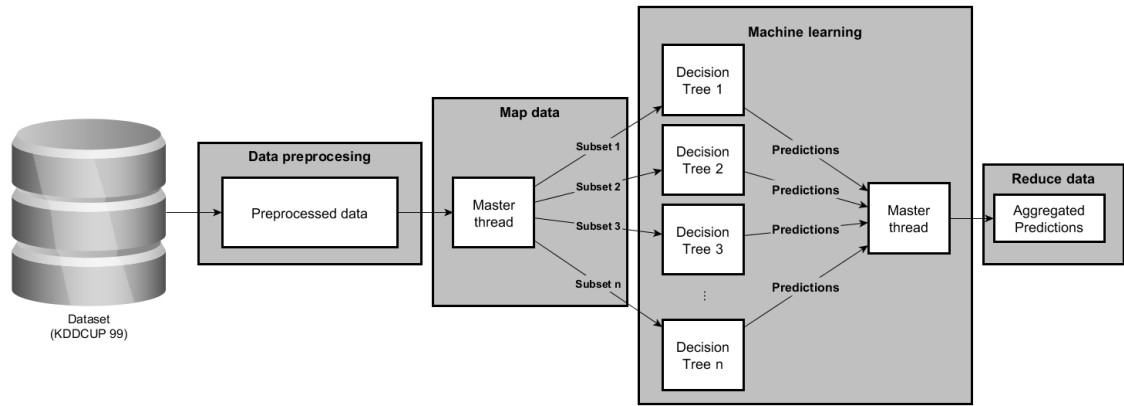 Dataset
(KDDCUP 99)
Data preprocesing
Preprocessed data
Map data
Master
thread
Subset 1
Subset 2
Subset 3
Subset n
Machine learning
Decision
Tree 1
Decision
Tree 2
Decision
Tree 3
⋮
Decision
Tree n
Predictions
Predictions
Predictions
Predictions
Master
thread
Reduce data
Aggregated
Predictions